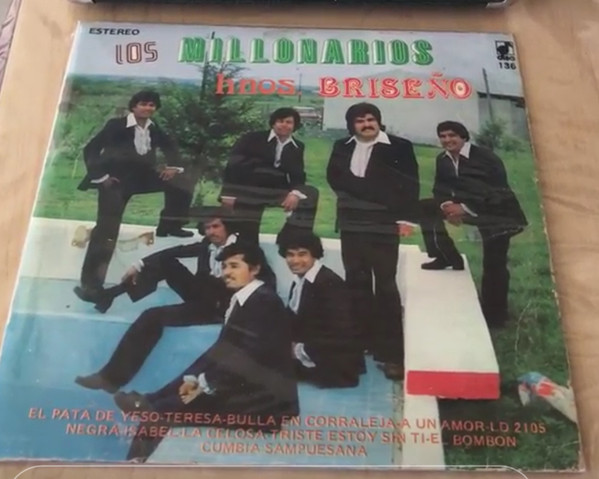 ESTEREO
LOS MILLONARIOS
hnos. BRISEÑO
136
EL PATA DE YESO-TERESA-BULLA EN CORRALEJA-A UN AMOR-LD 2105
NEGRA-ISABEL-LA CELOSA-TRISTE ESTOY SIN TI-EL BOMBON
CUMBIA SAMPUESANA